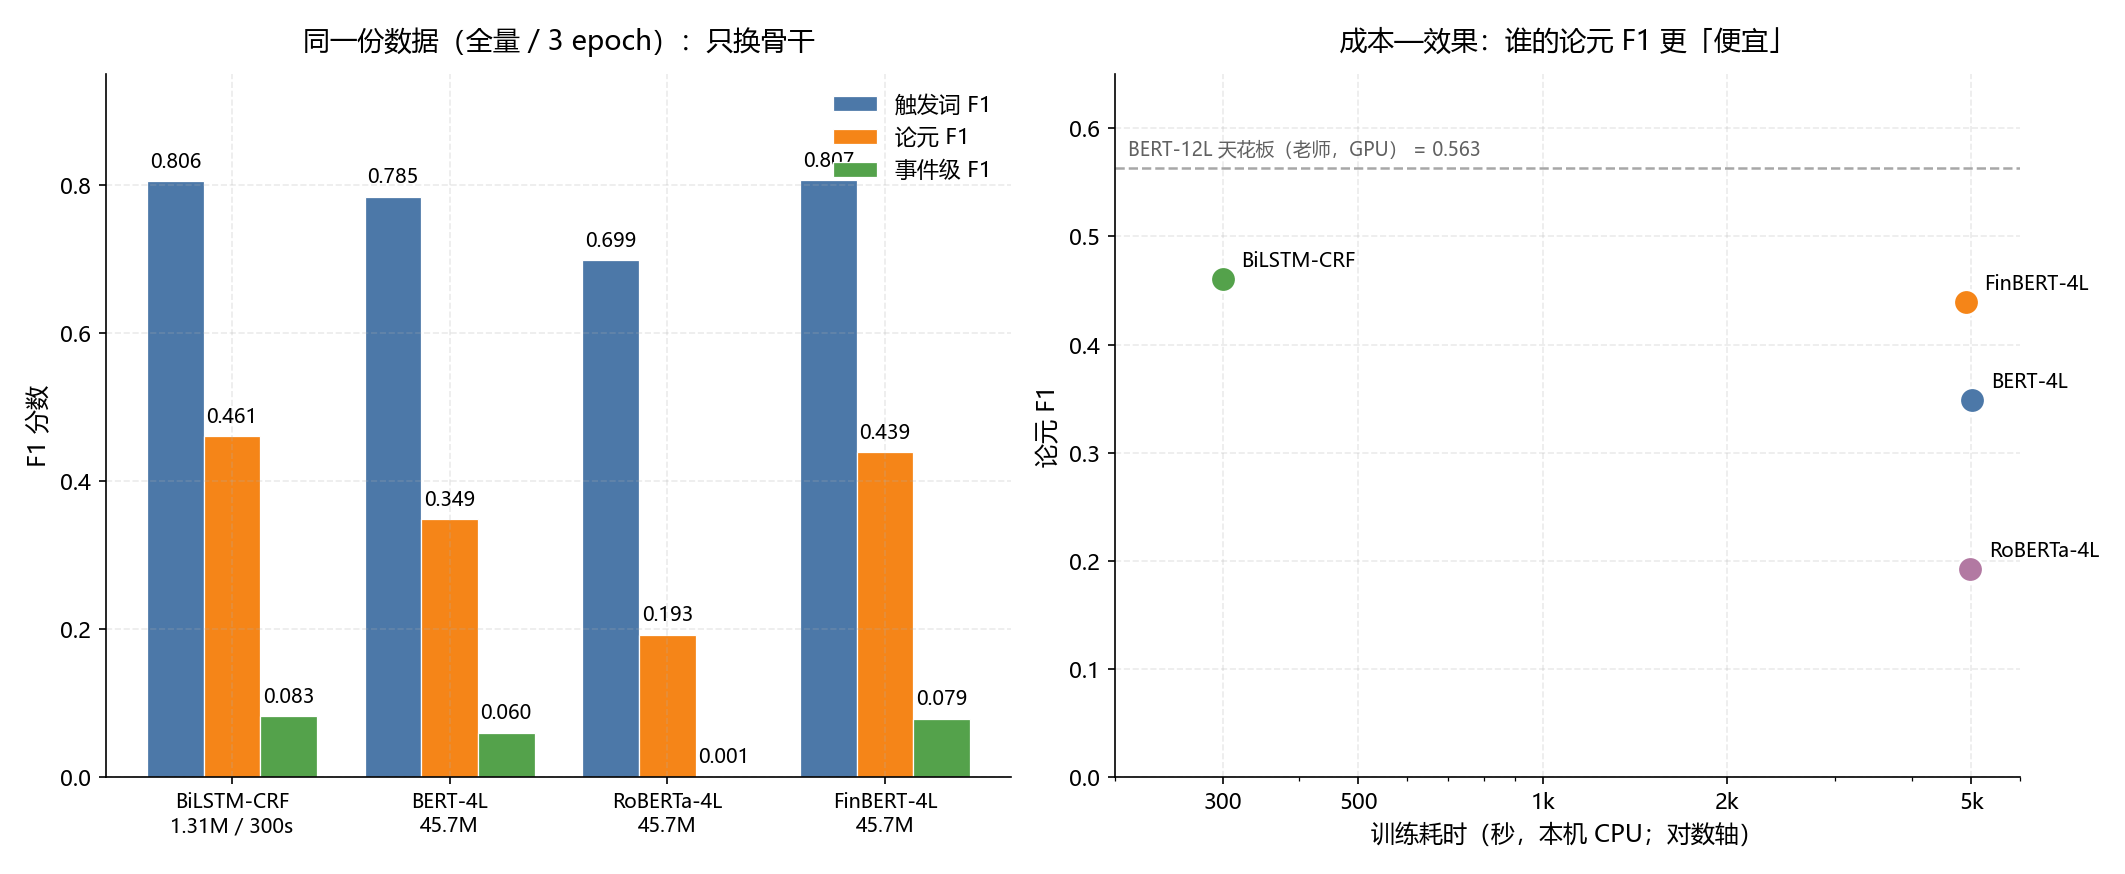 同一份数据（全量 / 3 epoch）：只换骨干
触发词 F1
论元 F1
事件级 F1
F1 分数
0.8
0.6
0.4
0.2
0.0
0.806
0.461
0.083
0.785
0.349
0.060
0.699
0.193
0.001
0.807
0.439
0.079
BiLSTM-CRF
1.31M / 300s
BERT-4L
45.7M
RoBERTa-4L
45.7M
FinBERT-4L
45.7M
成本—效果：谁的论元 F1 更「便宜」
论元 F1
0.6
0.5
0.4
0.3
0.2
0.1
0.0
BERT-12L 天花板（老师，GPU） = 0.563
BiLSTM-CRF
FinBERT-4L
BERT-4L
RoBERTa-4L
300
500
1k
2k
5k
训练耗时（秒，本机 CPU；对数轴）